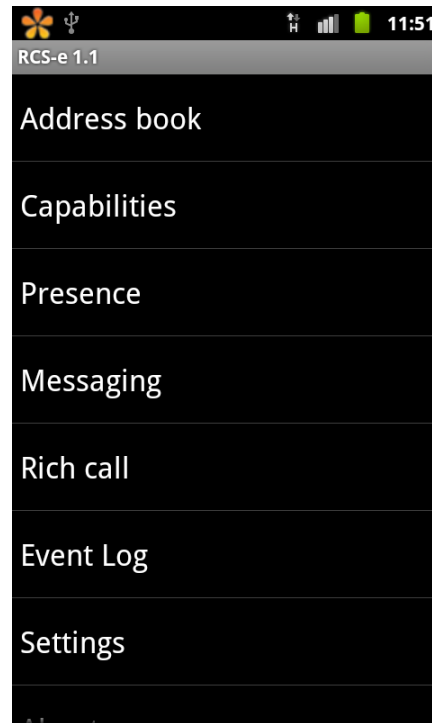 H 11:51
RCS-e 1.1
Address book
Capabilities
Presence
Messaging
Rich call
Event Log
Settings